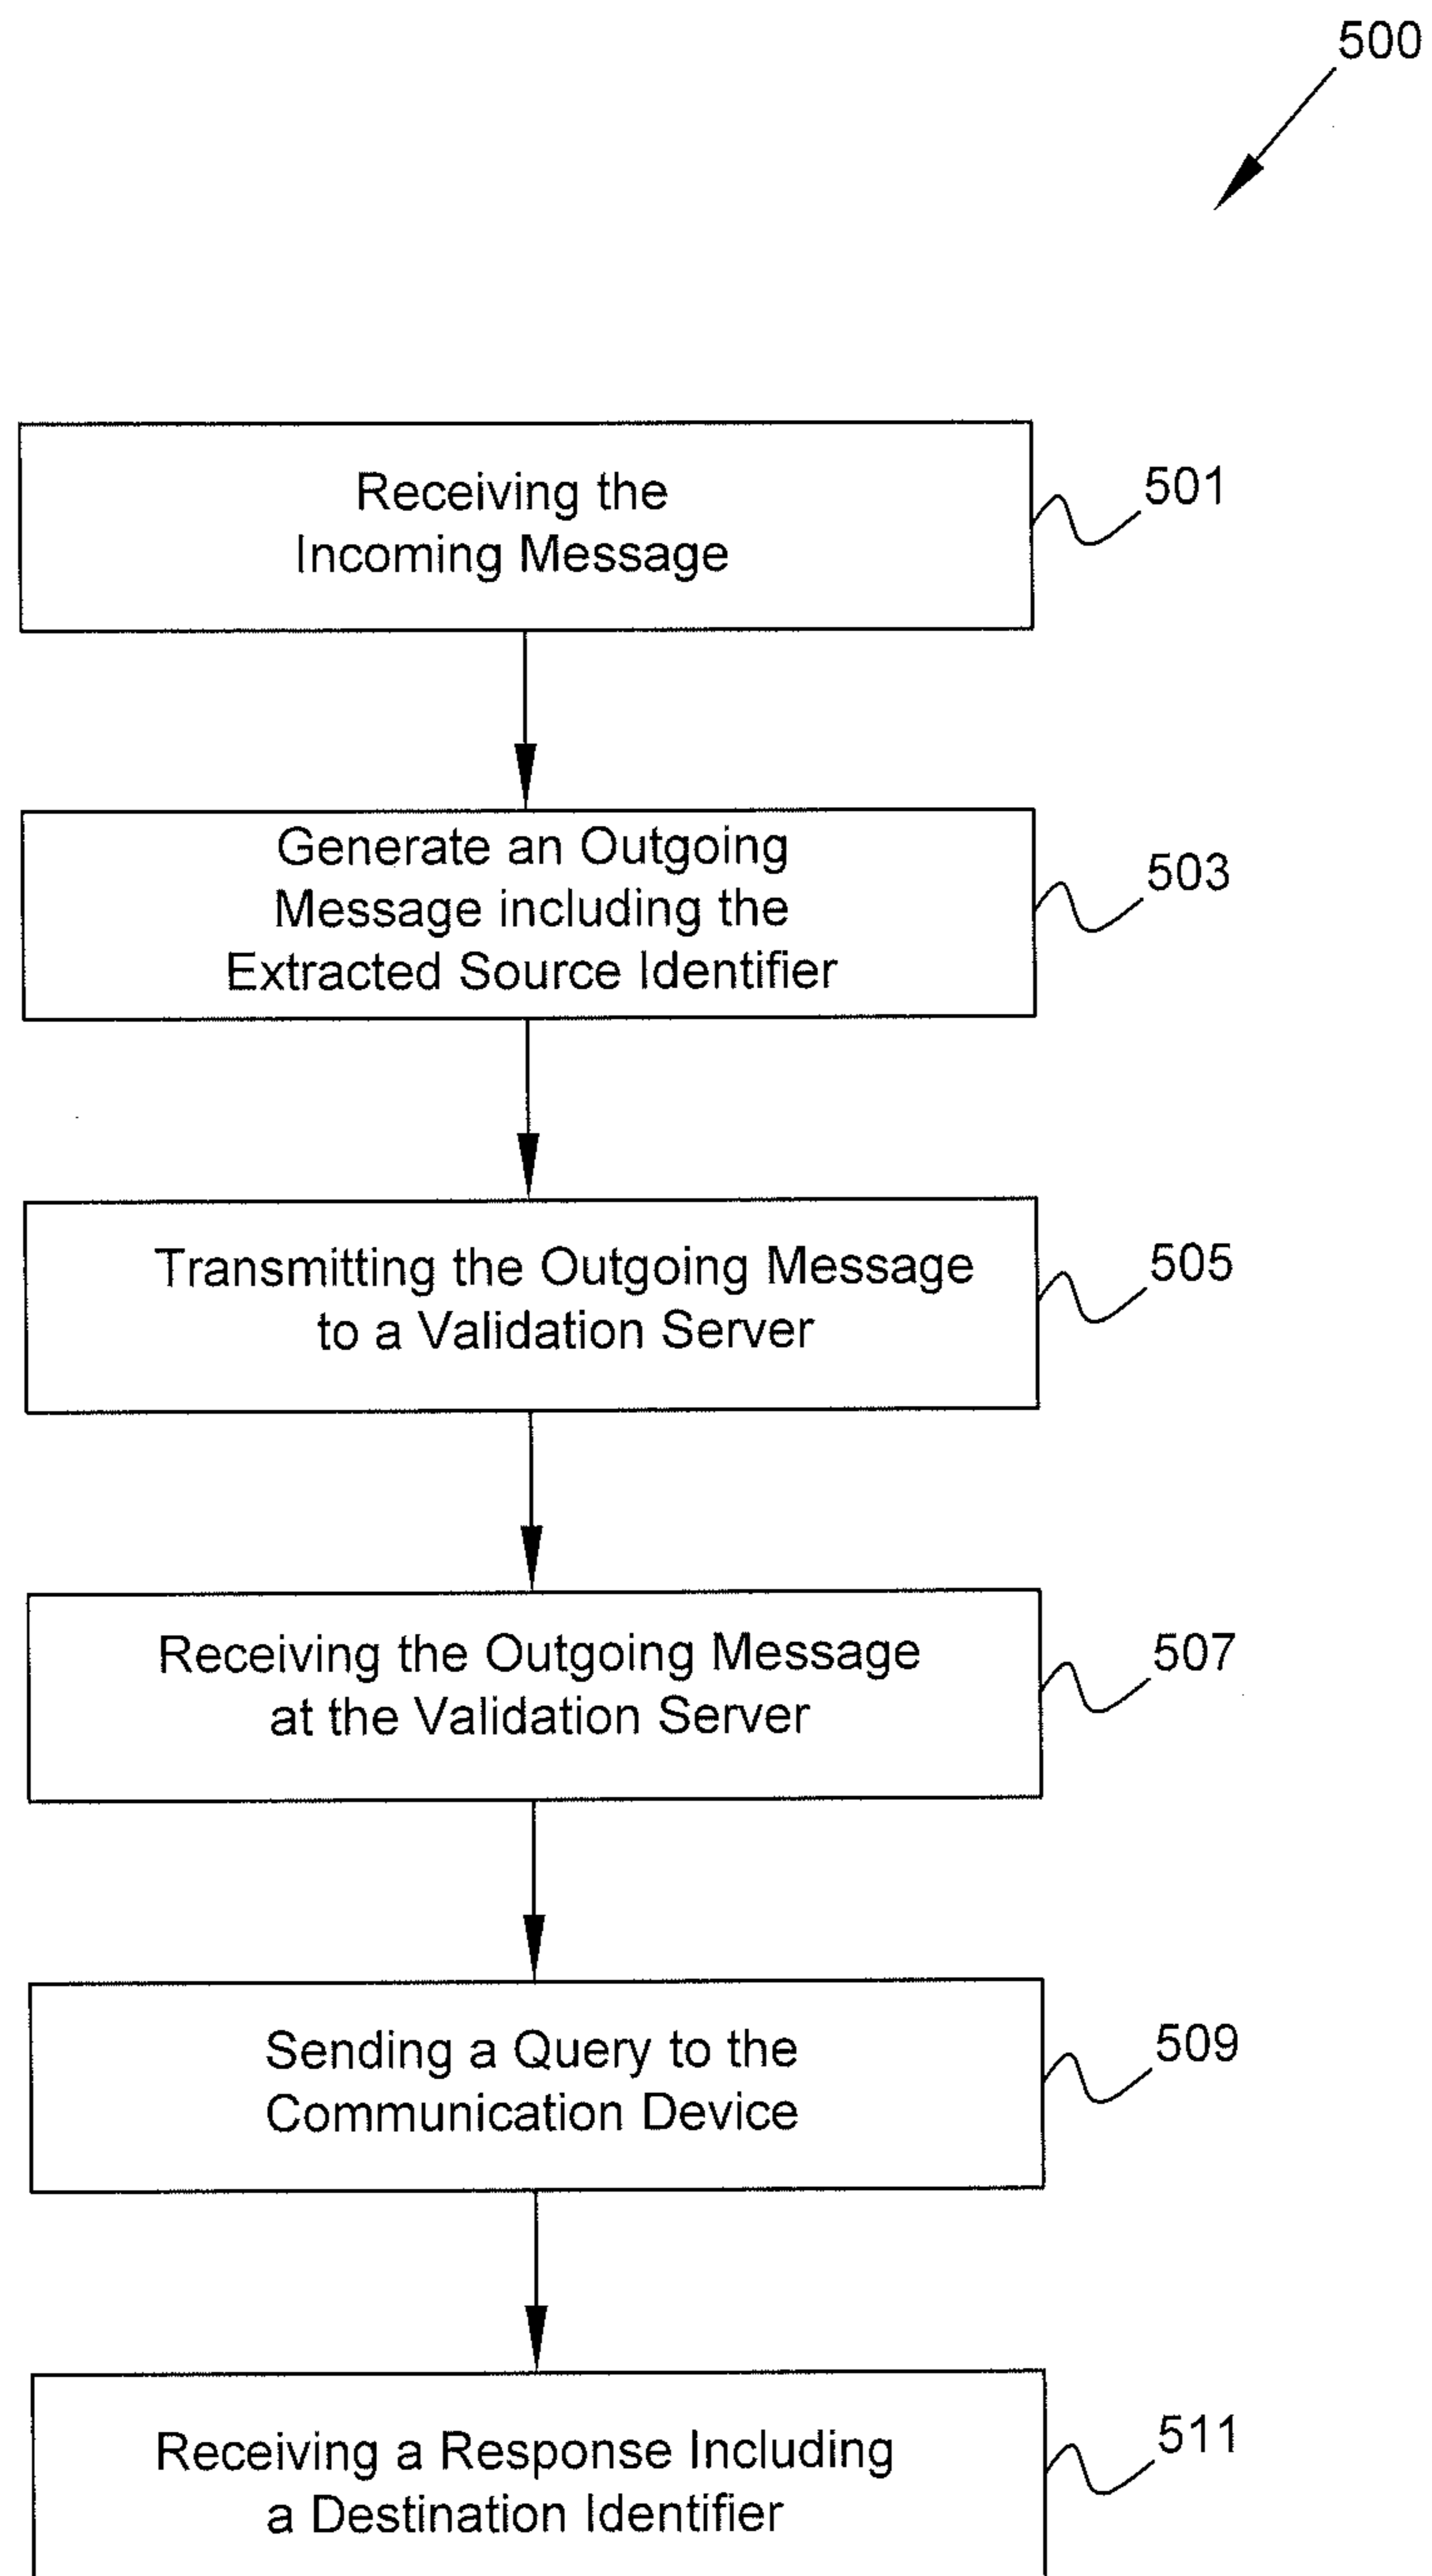 500
Receiving the
Incoming Message
501
Generate an Outgoing
Message including the
Extracted Source Identifier
503
Transmitting the Outgoing Message
to a Validation Server
505
Receiving the Outgoing Message
at the Validation Server
507
Sending a Query to the
Communication Device
509
Receiving a Response Including
a Destination Identifier
511